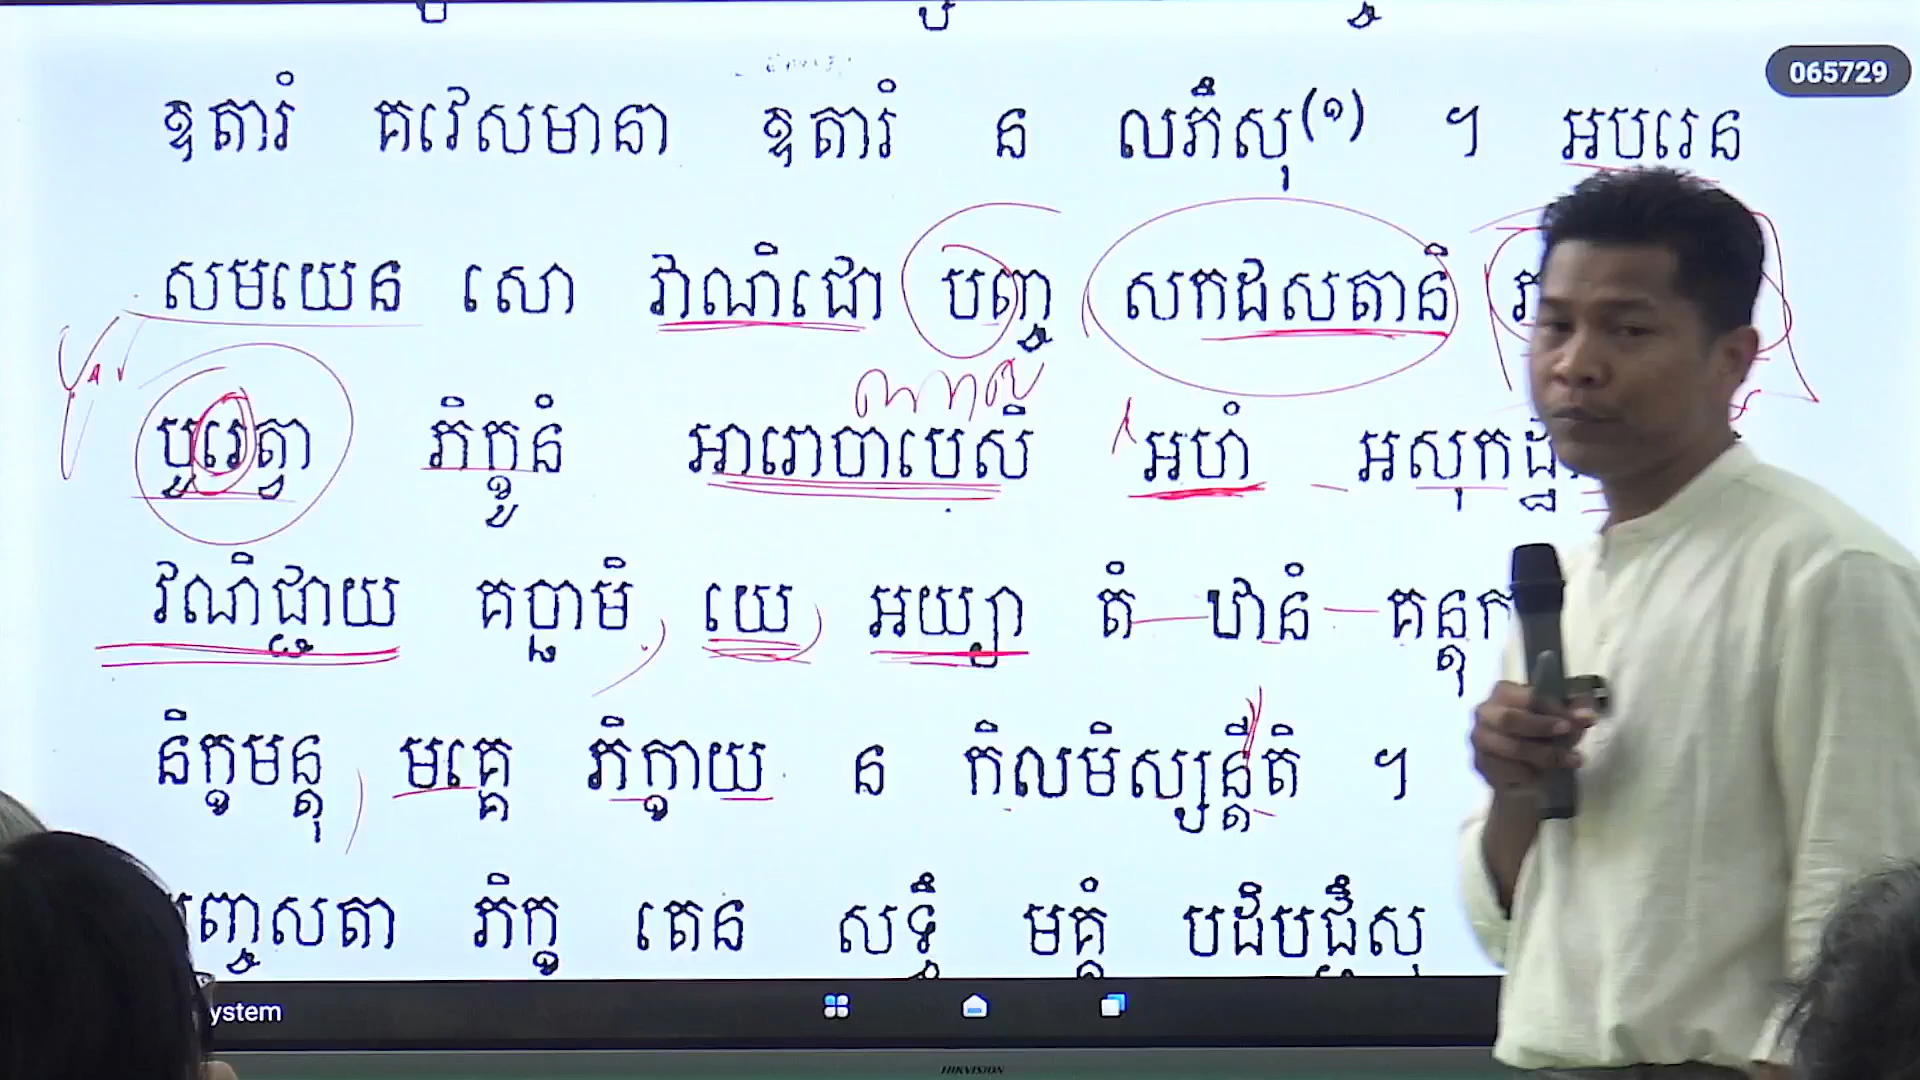 065729
ឱតារំ គវេសមានា ឱតារំ ន លភឹសុ(១) ។ អបរេន
សមយេន សោ វាណិជោ បញ្ច សកដសតានិ
បូរេត្វា ភិក្ខូនំ អារោចាបេសិ អហំ អសុកដ្ឋ
វណិជ្ជាយ គច្ឆាមិ យេ អយ្យា តំ ឋានំ គន្តុក
និក្ខមន្តុ មគ្គេ ភិក្ខាយ ន កិលមិស្សន្តីតិ ។
បញ្ចសតា ភិក្ខូ តេន សទ្ធឹ មគ្គំ បដិបជ្ជឹសុ
ystem
HIKVISION